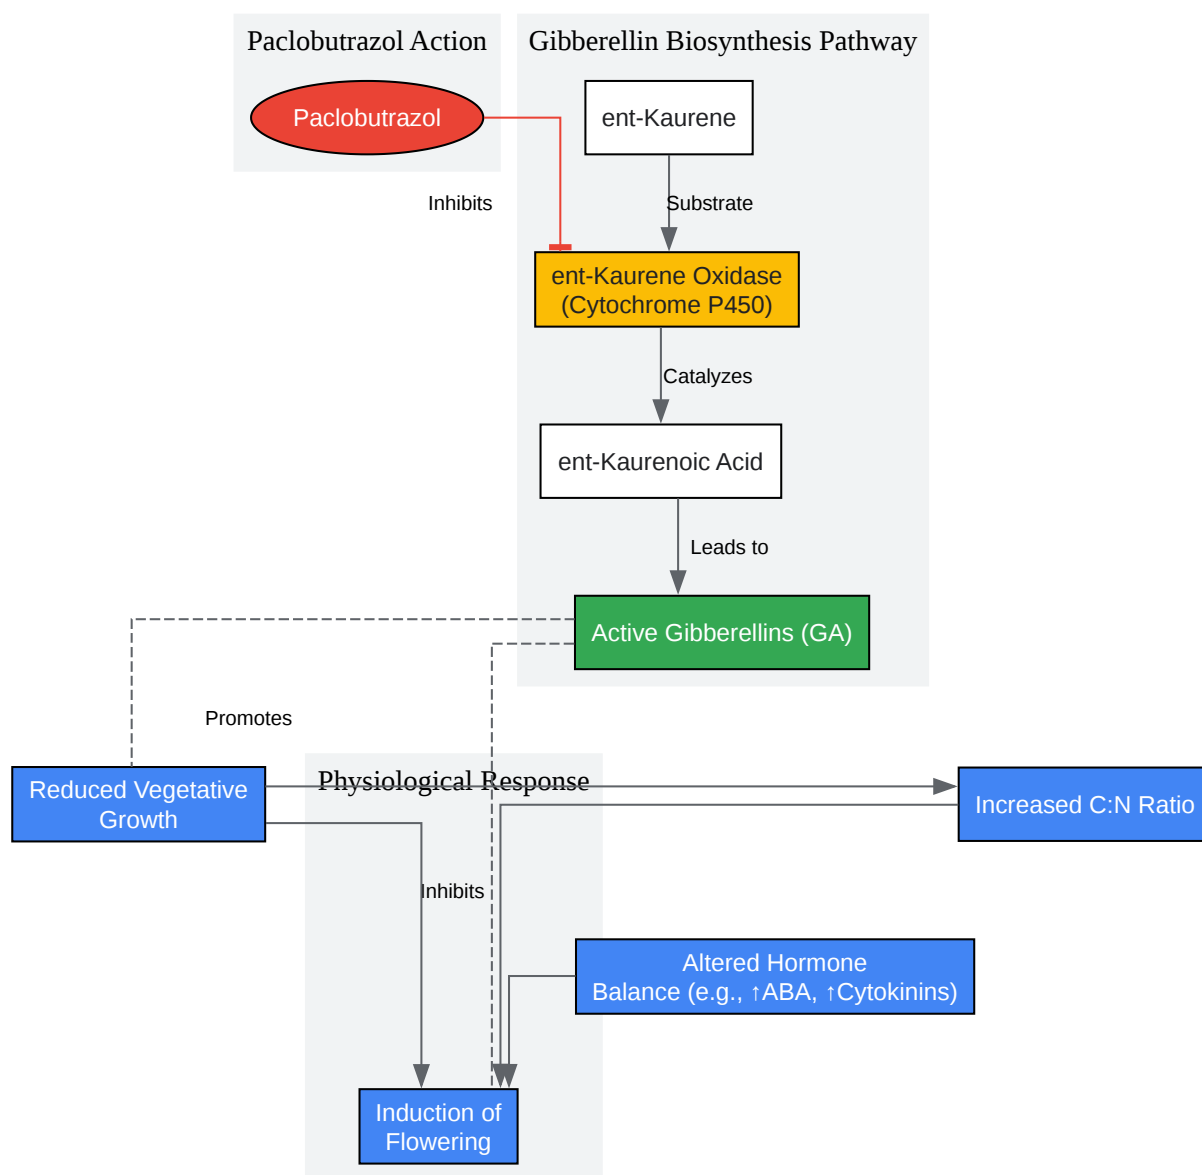 Paclobutrazol Action
Gibberellin Biosynthesis Pathway
Paclobutrazol
ent-Kaurene
Inhibits
Substrate
ent-Kaurene Oxidase
(Cytochrome P450)
Catalyzes
ent-Kaurenoic Acid
Leads to
Active Gibberellins (GA)
Promotes
Physiological Response
Reduced Vegetative
Growth
Increased C:N Ratio
Inhibits
Altered Hormone
Balance (e.g., ↑ABA, ↑Cytokinins)
Induction of
Flowering